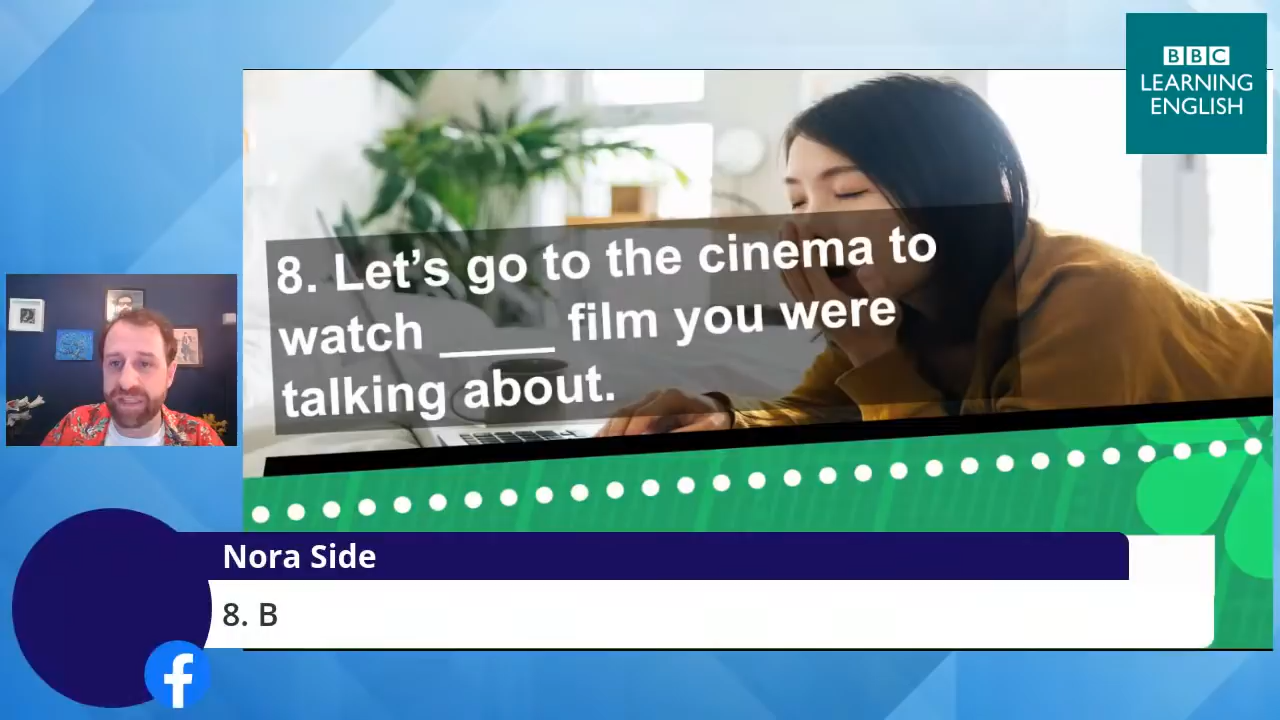 BBC
LEARNING
ENGLISH
8. Let’s go to the cinema to
watch _____ film you were
talking about.
Nora Side
8. B